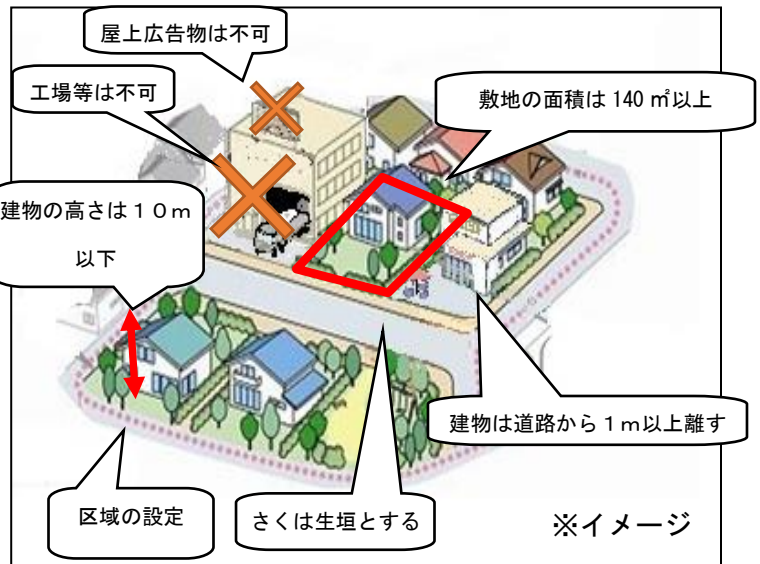 屋上広告物は不可
工場等は不可
敷地の面積は 140 ㎡以上
建物の高さは１０ｍ
以下
建物は道路から１ｍ以上離す
区域の設定
さくは生垣とする
※イメージ